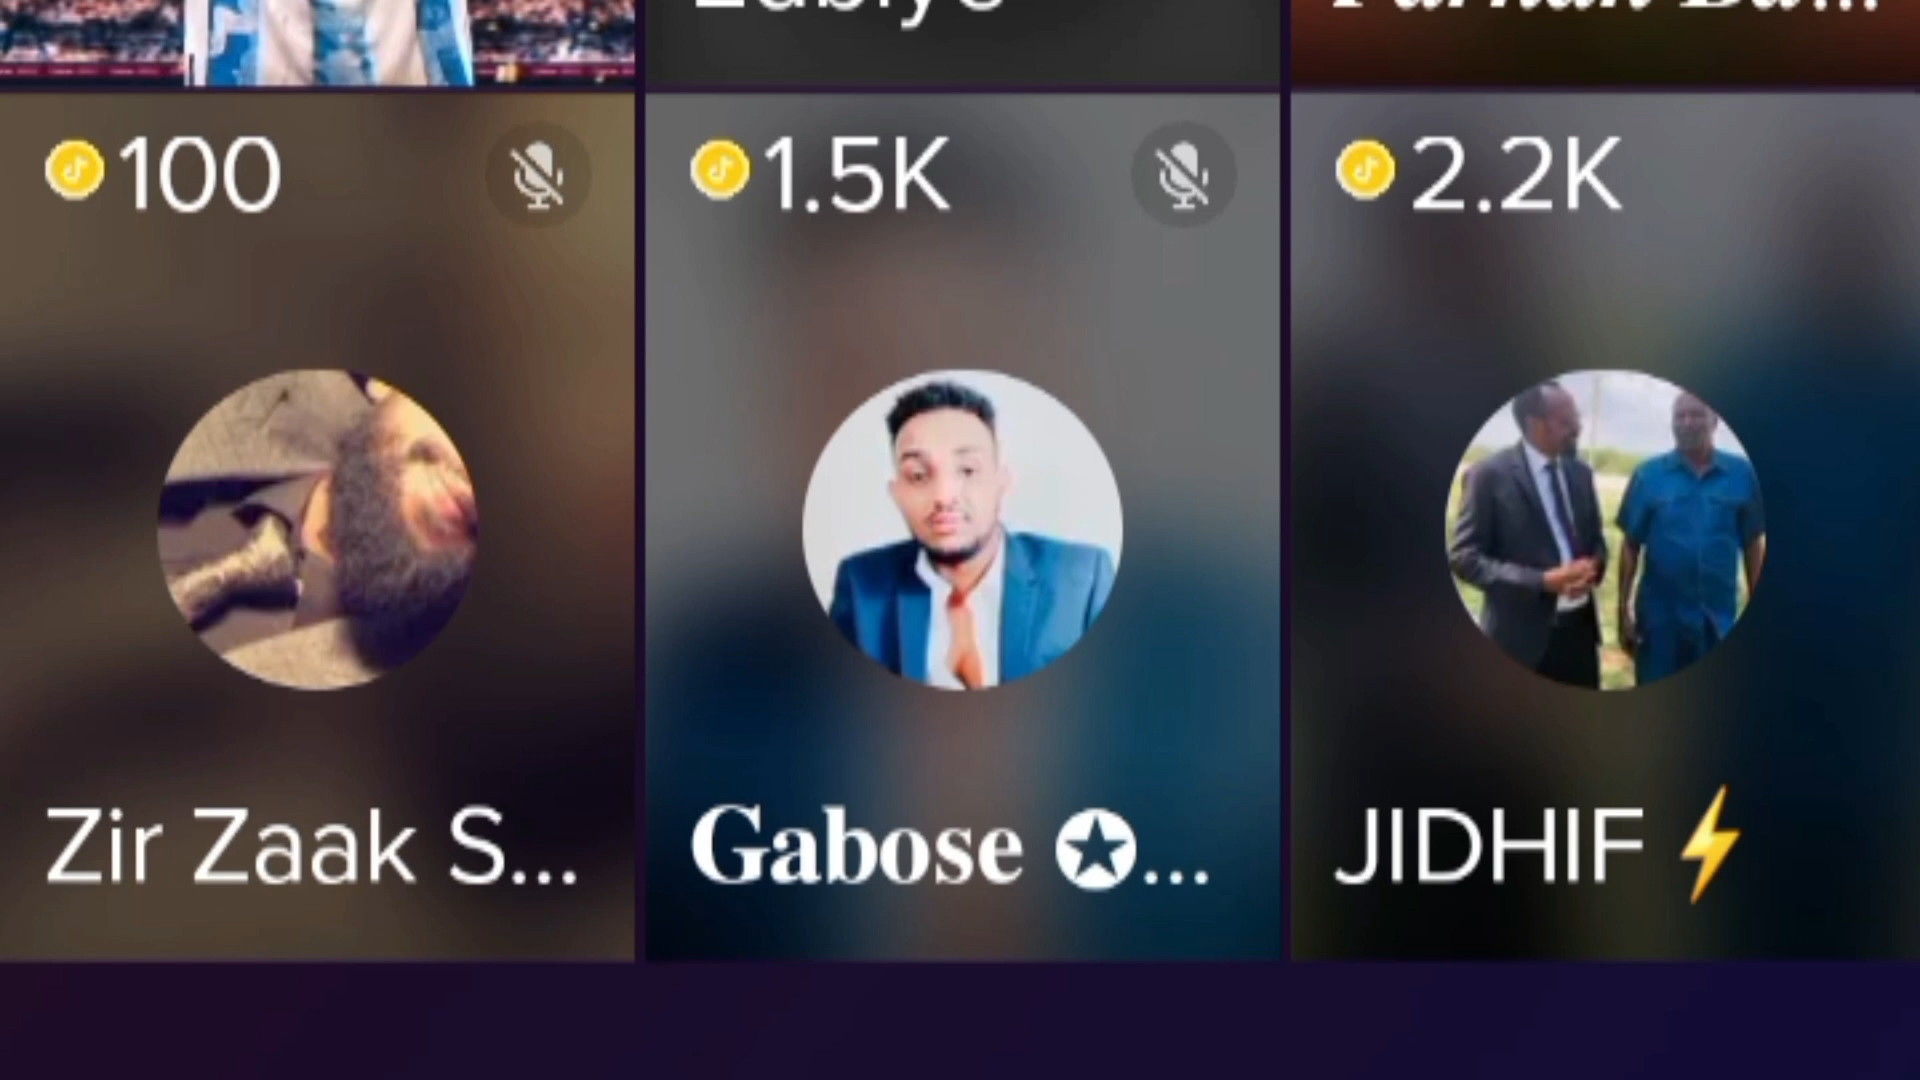 100
1.5K
2.2K
Zir Zaak S...
Gabose ✪...
JIDHIF ⚡